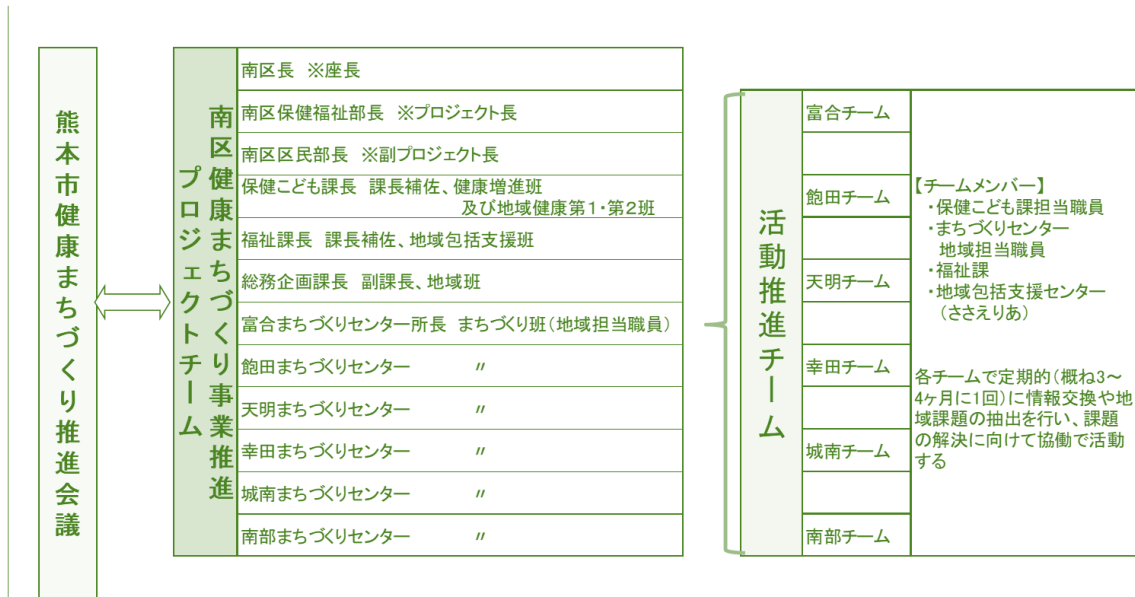 熊本市健康まちづくり推進会議
南区健康まちづくり事業推進
プロジェクトチーム
南区長 ※座長
南区保健福祉部長 ※プロジェクト長
南区区民部長 ※副プロジェクト長
保健こども課長 課長補佐、健康増進班
及び地域健康第1・第2班
福祉課長 課長補佐、地域包括支援班
総務企画課長 副課長、地域班
富合まちづくりセンター所長 まちづくり班(地域担当職員)
飽田まちづくりセンター 〃
天明まちづくりセンター 〃
幸田まちづくりセンター 〃
城南まちづくりセンター 〃
南部まちづくりセンター 〃
活動推進チーム
富合チーム
飽田チーム
天明チーム
幸田チーム
城南チーム
南部チーム
【チームメンバー】
・保健こども課担当職員
・まちづくりセンター
地域担当職員
・福祉課
・地域包括支援センター
(ささえりあ)
各チームで定期的(概ね3～
4ヶ月に1回)に情報交換や地
域課題の抽出を行い、課題
の解決に向けて協働で活動
する